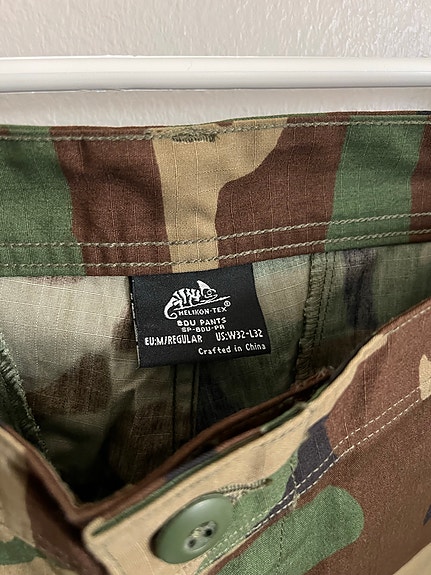 HELIKON-TEX®
BDU PANTS
SP-BDU-PR
EU:M/REGULAR US:W32-L32
Crafted in China